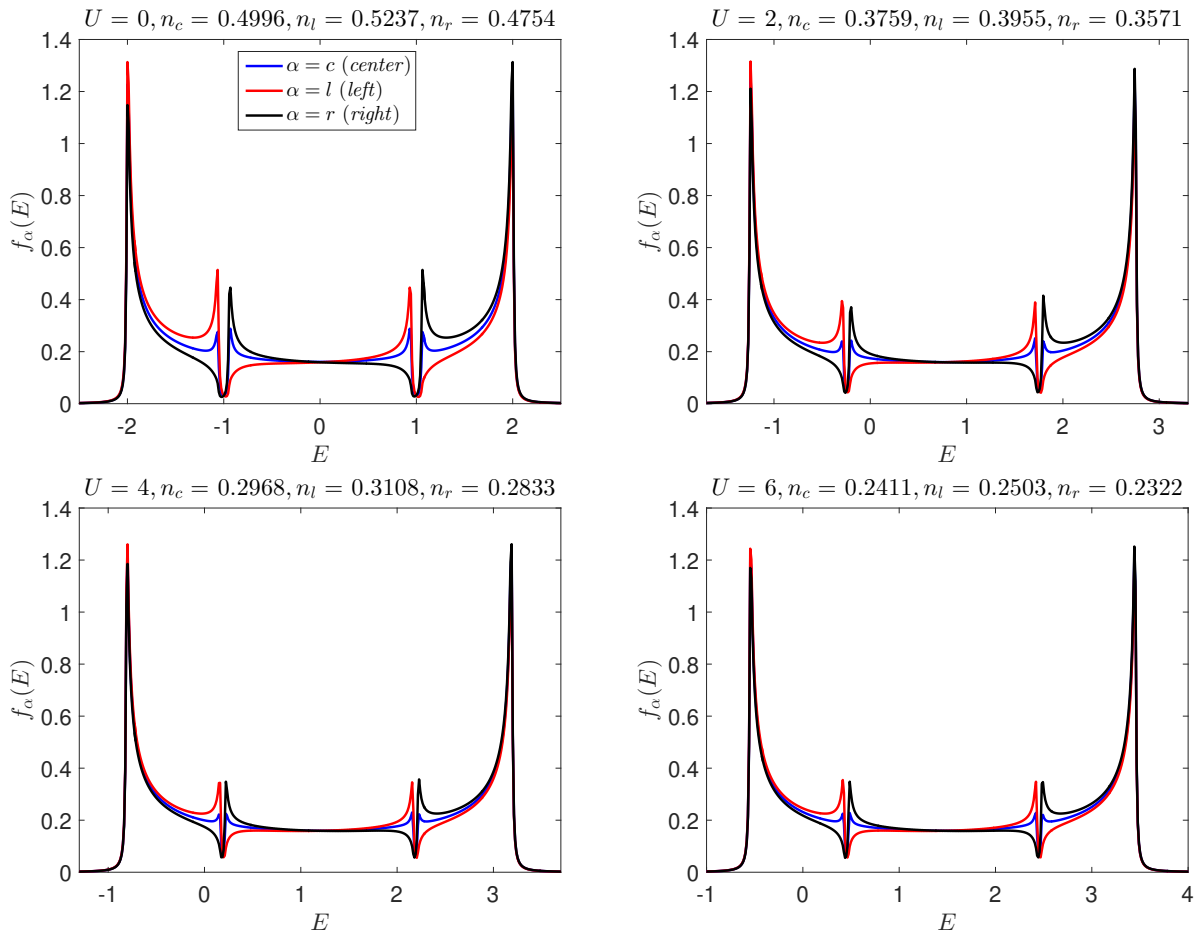 U = 0, n_c = 0.4996, n_l = 0.5237, n_r = 0.4754
1.4
1.2
1
0.8
0.6
0.4
0.2
0
f_α(E)
α = c (center)
α = l (left)
α = r (right)
-2 -1 0 1 2
E
U = 2, n_c = 0.3759, n_l = 0.3955, n_r = 0.3571
1.4
1.2
1
0.8
0.6
0.4
0.2
0
f_α(E)
-1 0 1 2 3
E
U = 4, n_c = 0.2968, n_l = 0.3108, n_r = 0.2833
1.4
1.2
1
0.8
0.6
0.4
0.2
0
f_α(E)
-1 0 1 2 3
E
U = 6, n_c = 0.2411, n_l = 0.2503, n_r = 0.2322
1.4
1.2
1
0.8
0.6
0.4
0.2
0
f_α(E)
-1 0 1 2 3 4
E